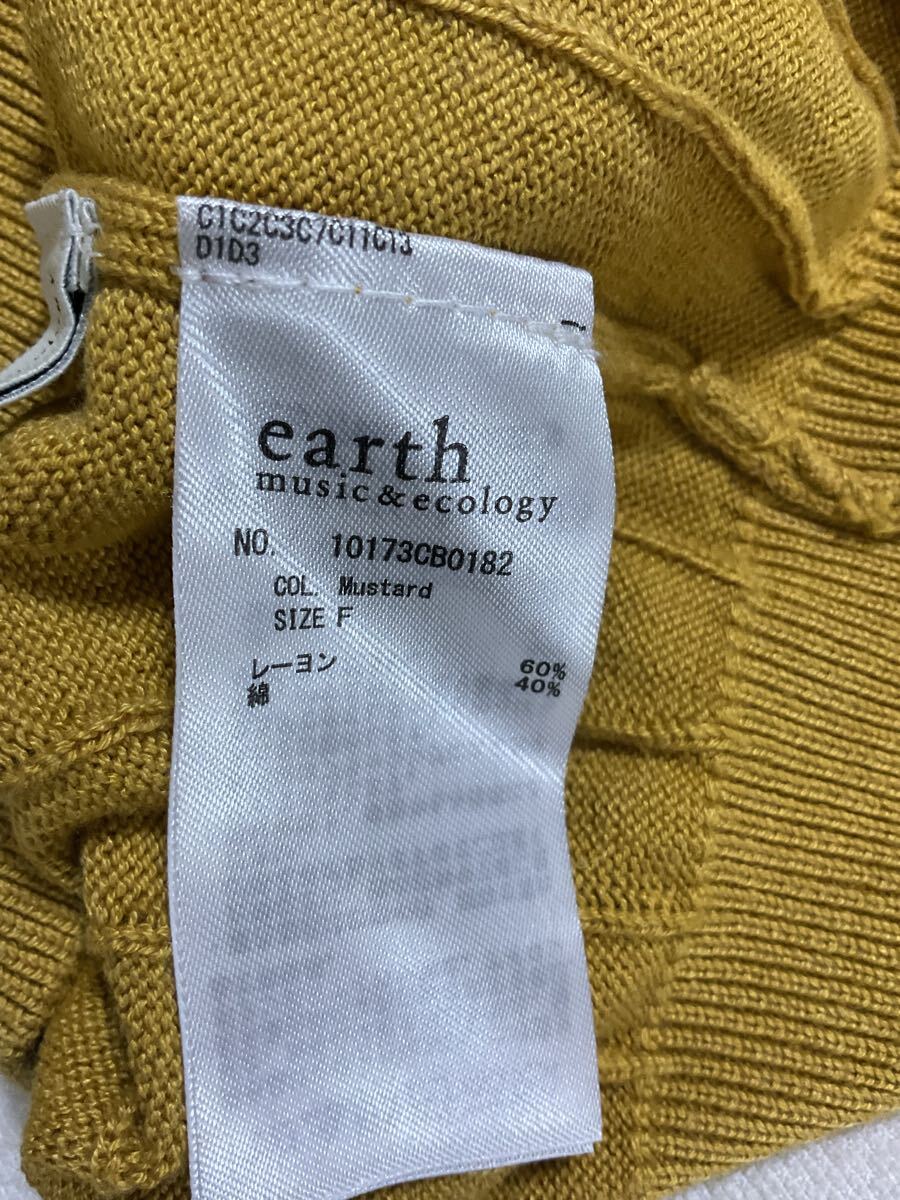 C1C2C3C7C11C13
D1D3
earth
music & ecology
NO. 10173CB0182
COL. Mustard
SIZE F
レーヨン 60%
綿 40%